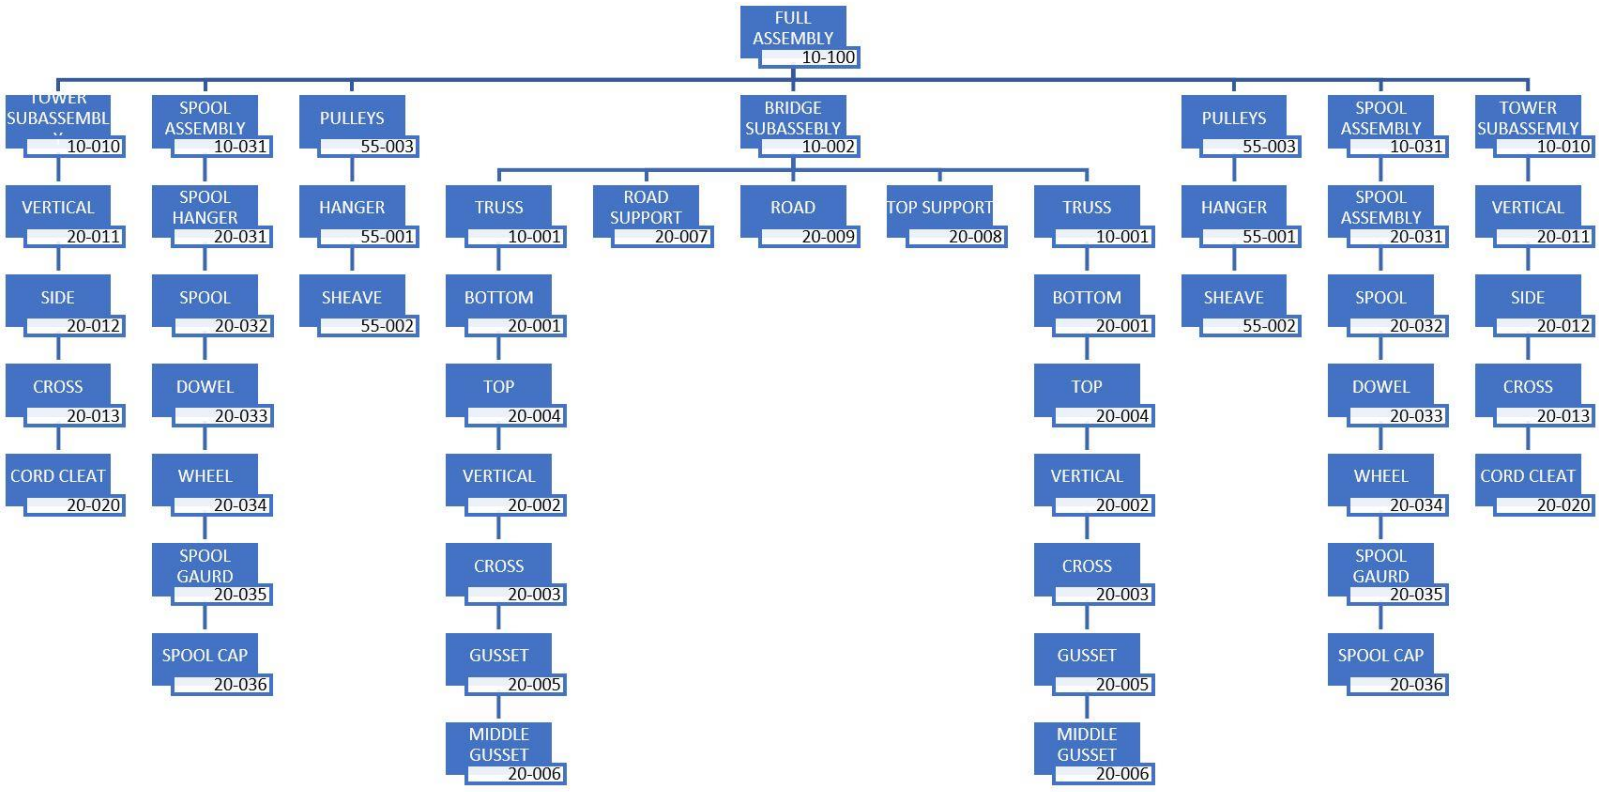 FULL
ASSEMBLY
10-100
TOWER
SUBASSEMBL
Y
10-010
SPOOL
ASSEMBLY
10-031
PULLEYS
55-003
BRIDGE
SUBASSEBLY
10-002
PULLEYS
55-003
SPOOL
ASSEMBLY
10-031
TOWER
SUBASSEMLY
10-010
VERTICAL
20-011
SPOOL
HANGER
20-031
HANGER
55-001
TRUSS
10-001
ROAD
SUPPORT
20-007
ROAD
20-009
TOP SUPPORT
20-008
TRUSS
10-001
HANGER
55-001
SPOOL
ASSEMBLY
20-031
VERTICAL
20-011
SIDE
20-012
SPOOL
20-032
SHEAVE
55-002
BOTTOM
20-001
BOTTOM
20-001
SHEAVE
55-002
SPOOL
20-032
SIDE
20-012
CROSS
20-013
DOWEL
20-033
TOP
20-004
TOP
20-004
DOWEL
20-033
CROSS
20-013
CORD CLEAT
20-020
WHEEL
20-034
VERTICAL
20-002
VERTICAL
20-002
WHEEL
20-034
CORD CLEAT
20-020
SPOOL
GAURD
20-035
CROSS
20-003
CROSS
20-003
SPOOL
GAURD
20-035
SPOOL CAP
20-036
GUSSET
20-005
GUSSET
20-005
SPOOL CAP
20-036
MIDDLE
GUSSET
20-006
MIDDLE
GUSSET
20-006